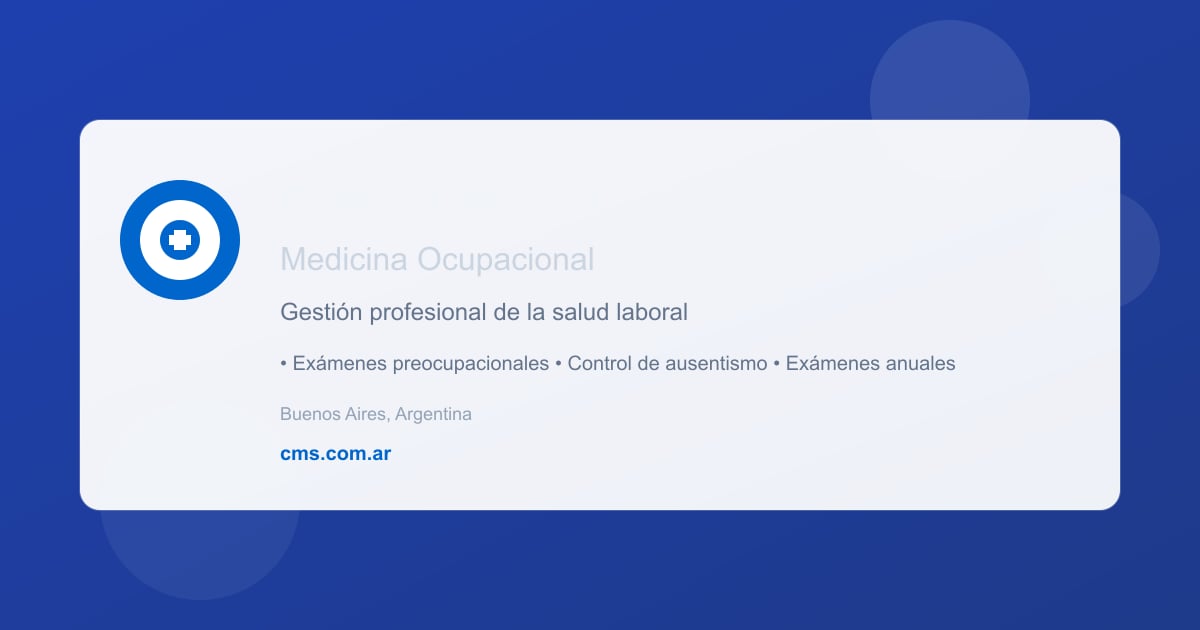 Medicina Ocupacional
Gestión profesional de la salud laboral
• Exámenes preocupacionales • Control de ausentismo • Exámenes anuales
Buenos Aires, Argentina
cms.com.ar